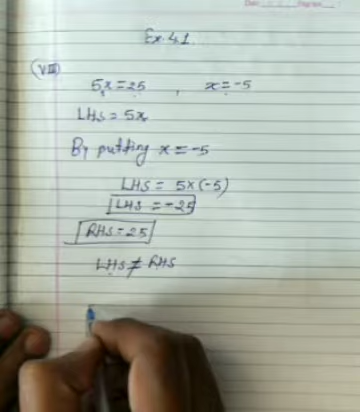 Ex 4.1
(VIII)
5x = 25 , x = -5
LHS = 5x
By putting x = -5
LHS = 5x(-5)
LHS = -25
RHS = 25
LHS ≠ RHS